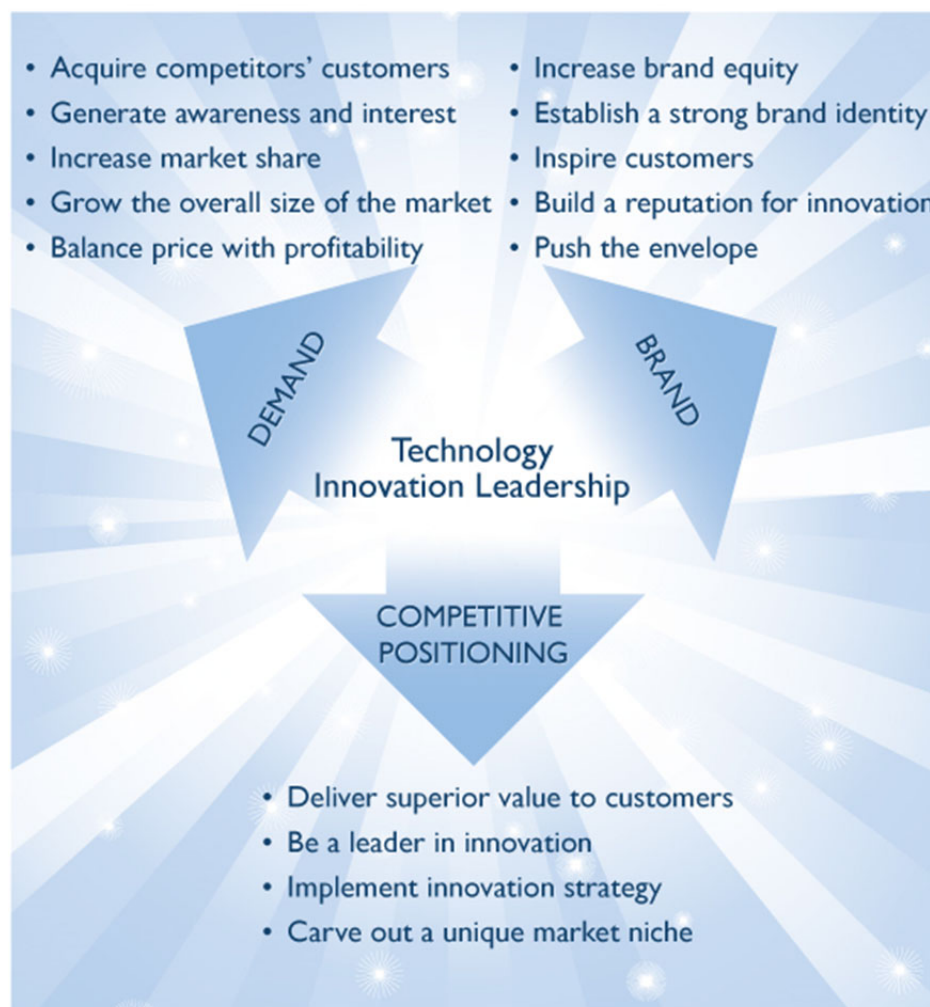 • Acquire competitors’ customers
• Generate awareness and interest
• Increase market share
• Grow the overall size of the market
• Balance price with profitability
• Increase brand equity
• Establish a strong brand identity
• Inspire customers
• Build a reputation for innovation
• Push the envelope
DEMAND
BRAND
Technology
Innovation Leadership
COMPETITIVE
POSITIONING
• Deliver superior value to customers
• Be a leader in innovation
• Implement innovation strategy
• Carve out a unique market niche